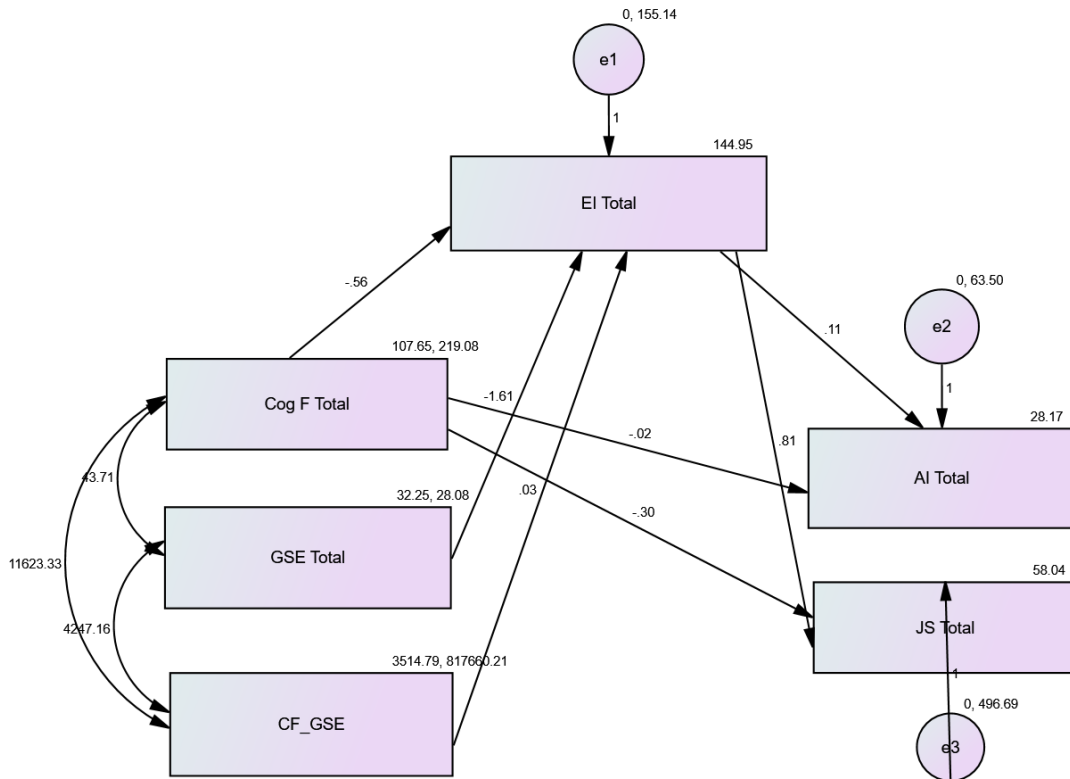 0, 155.14
e1
1
144.95
EI Total
-.56
0, 63.50
e2
.11
1
107.65, 219.08
Cog F Total
-1.61
-.02
.81
28.17
AI Total
43.71
32.25, 28.08
.03
-.30
GSE Total
11623.33
58.04
4247.16
JS Total
3514.79, 817660.21
1
CF_GSE
0, 496.69
e3